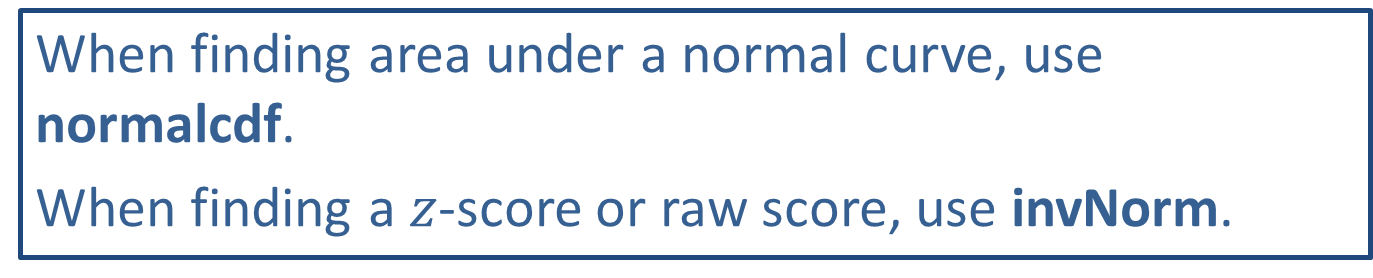 When finding area under a normal curve, use
normalcdf.
When finding a z-score or raw score, use invNorm.